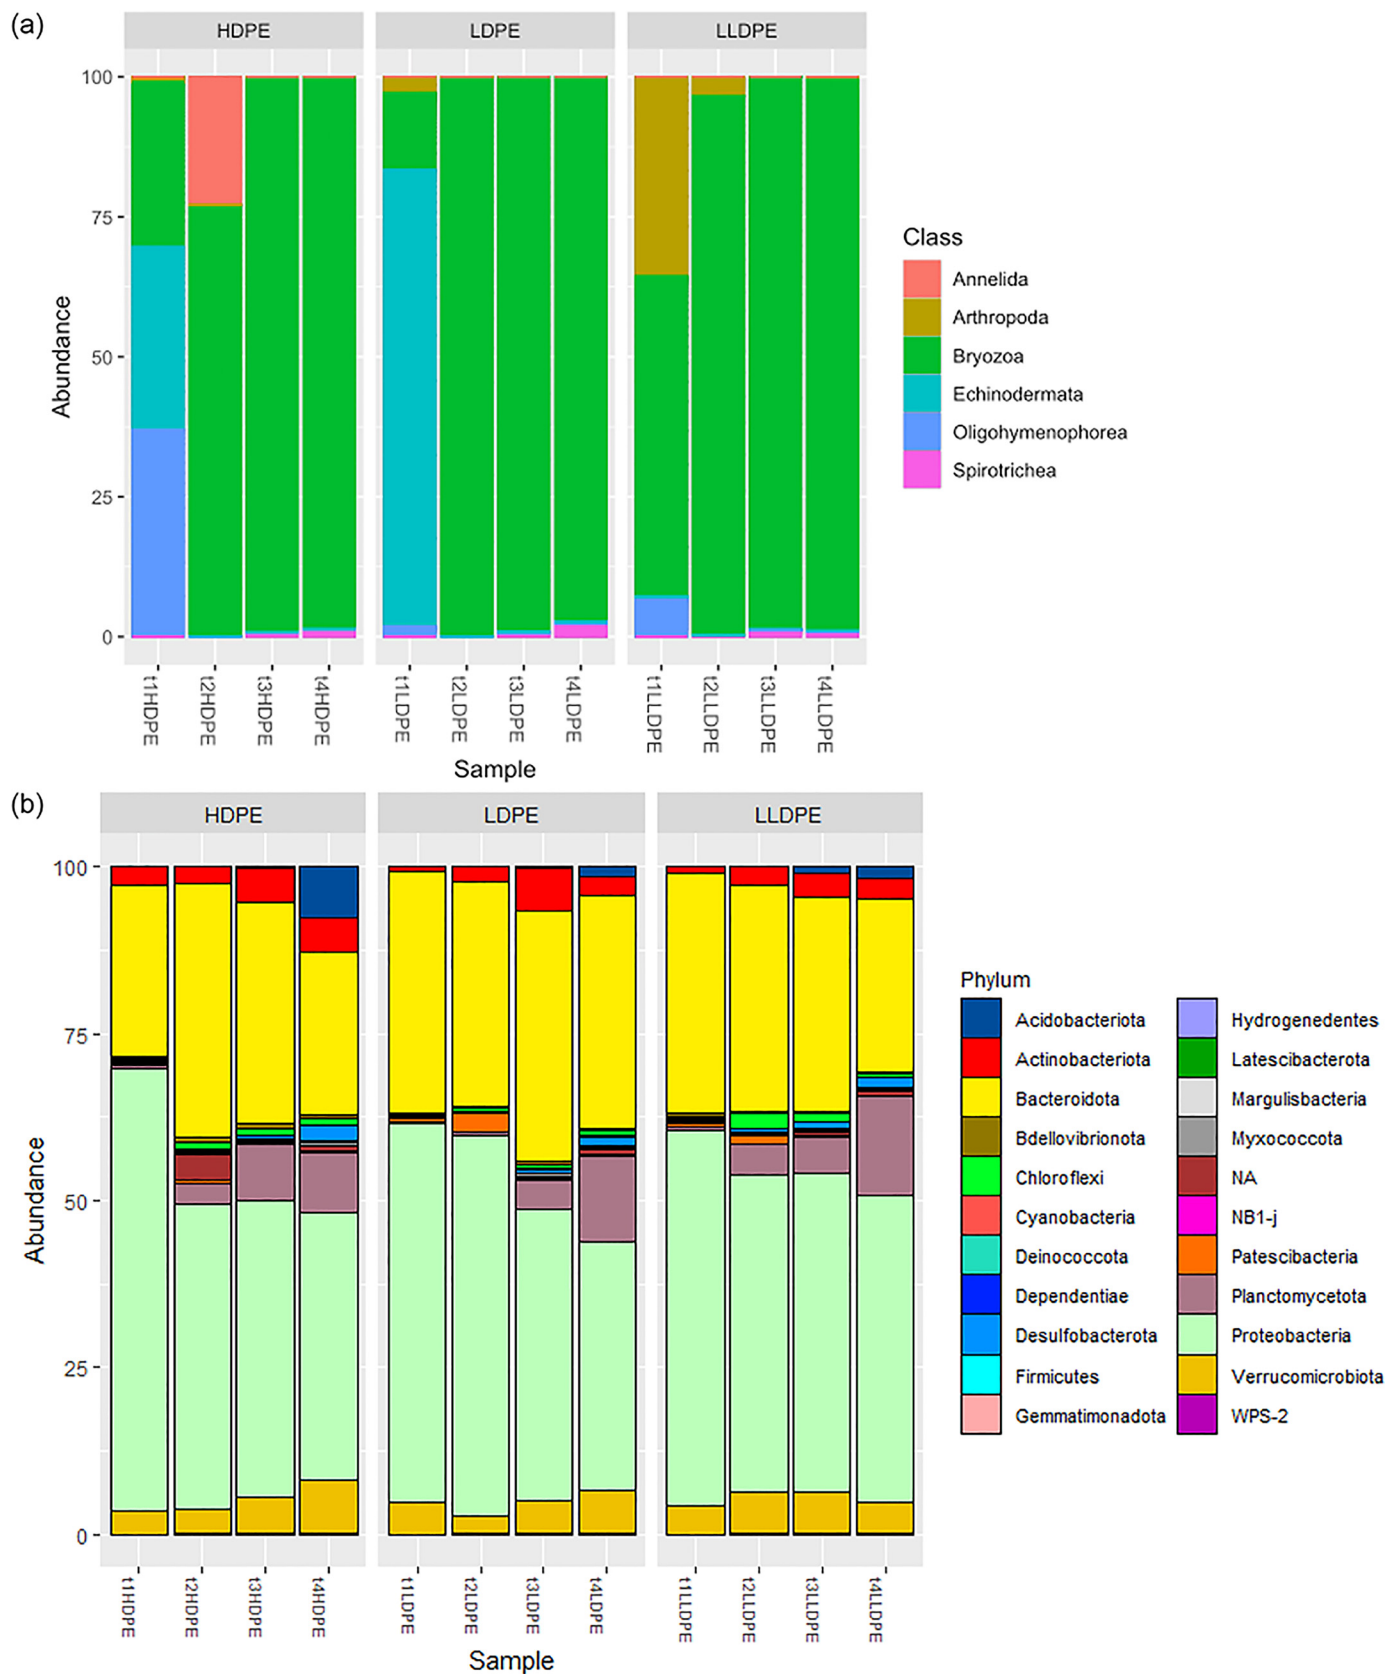 (a)
HDPE LDPE LLDPE
100
75
50
25
0
Abundance
t1HDPE t2HDPE t3HDPE t4HDPE t1LDPE t2LDPE t3LDPE t4LDPE t1LLDPE t2LLDPE t3LLDPE t4LLDPE
Sample
Class
Annelida
Arthropoda
Bryozoa
Echinodermata
Oligohymenophorea
Spirotrichea
(b)
HDPE LDPE LLDPE
100
75
50
25
0
Abundance
t1HDPE t2HDPE t3HDPE t4HDPE t1LDPE t2LDPE t3LDPE t4LDPE t1LLDPE t2LLDPE t3LLDPE t4LLDPE
Sample
Phylum
Acidobacteriota
Actinobacteriota
Bacteroidota
Bdellovibrionota
Chloroflexi
Cyanobacteria
Deinococcota
Dependentiae
Desulfobacterota
Firmicutes
Gemmatimonadota
Hydrogenedentes
Latescibacterota
Margulisbacteria
Myxococcota
NA
NB1-j
Patescibacteria
Planctomycetota
Proteobacteria
Verrucomicrobiota
WPS-2